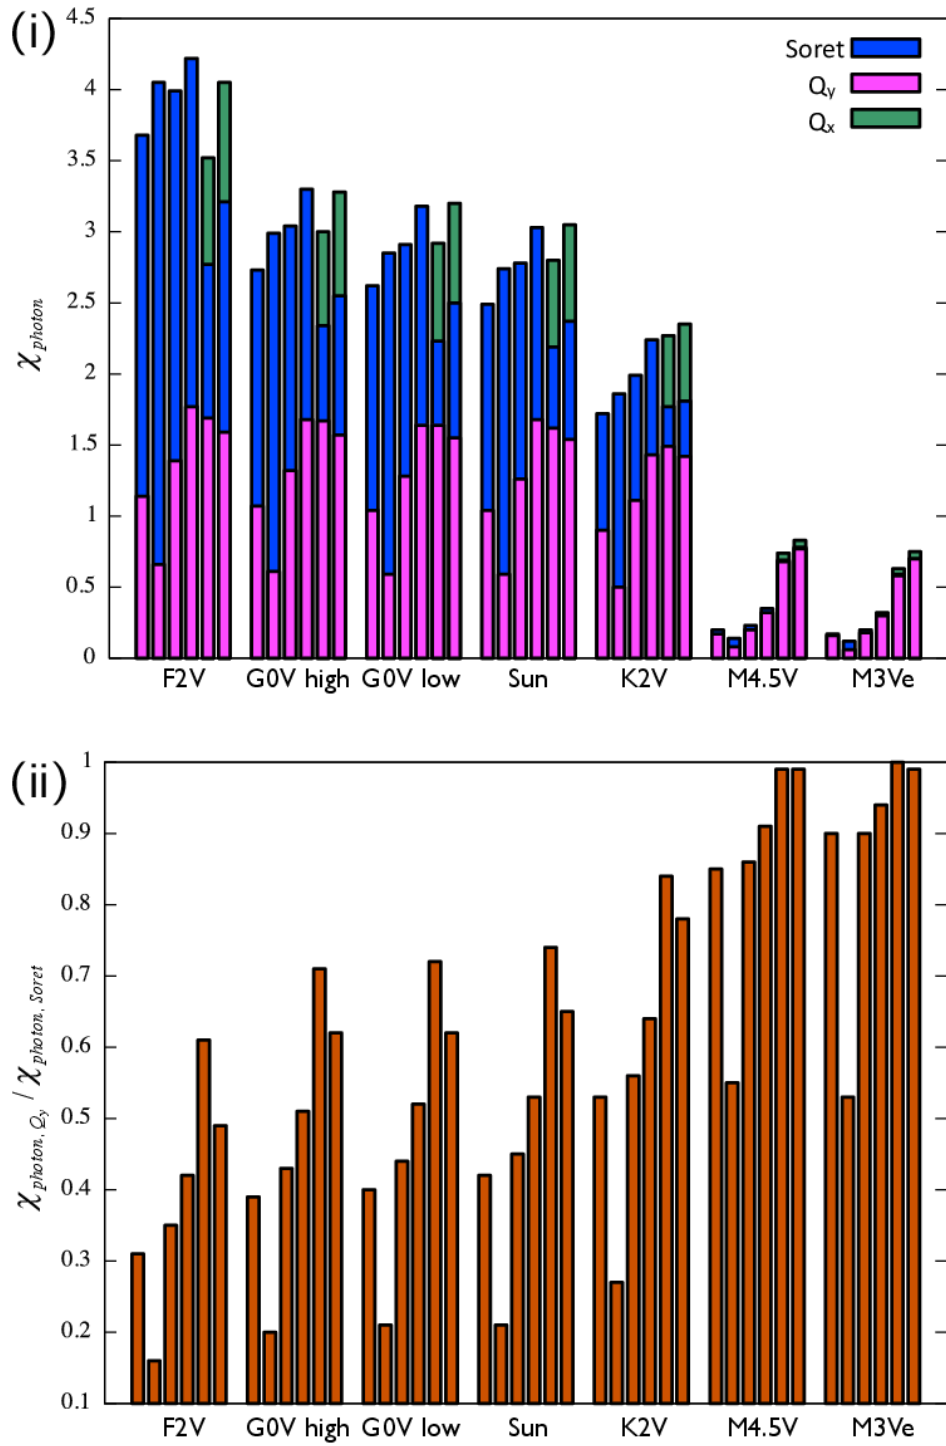 (i)
Soret
Qy
Qx
χ photon
4.5
4
3.5
3
2.5
2
1.5
1
0.5
0
F2V G0V high G0V low Sun K2V M4.5V M3Ve
(ii)
χ photon, Qy / χ photon, Soret
1
0.9
0.8
0.7
0.6
0.5
0.4
0.3
0.2
0.1
F2V G0V high G0V low Sun K2V M4.5V M3Ve